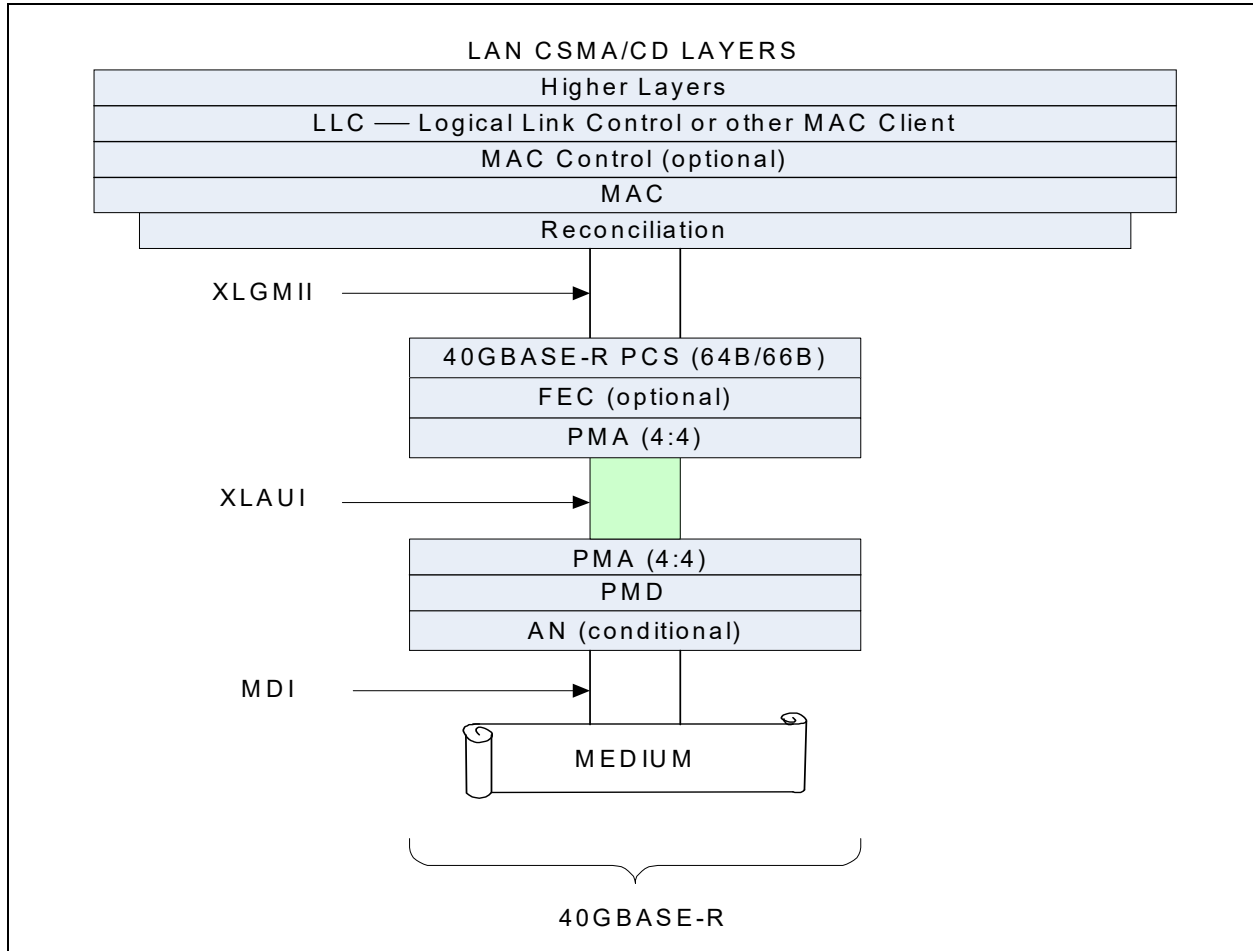 LAN CSMA/CD LAYERS
Higher Layers
LLC — Logical Link Control or other MAC Client
MAC Control (optional)
MAC
Reconciliation
XLGMII
40GBASE-R PCS (64B/66B)
FEC (optional)
PMA (4:4)
XLAUI
PMA (4:4)
PMD
AN (conditional)
MDI
MEDIUM
40GBASE-R